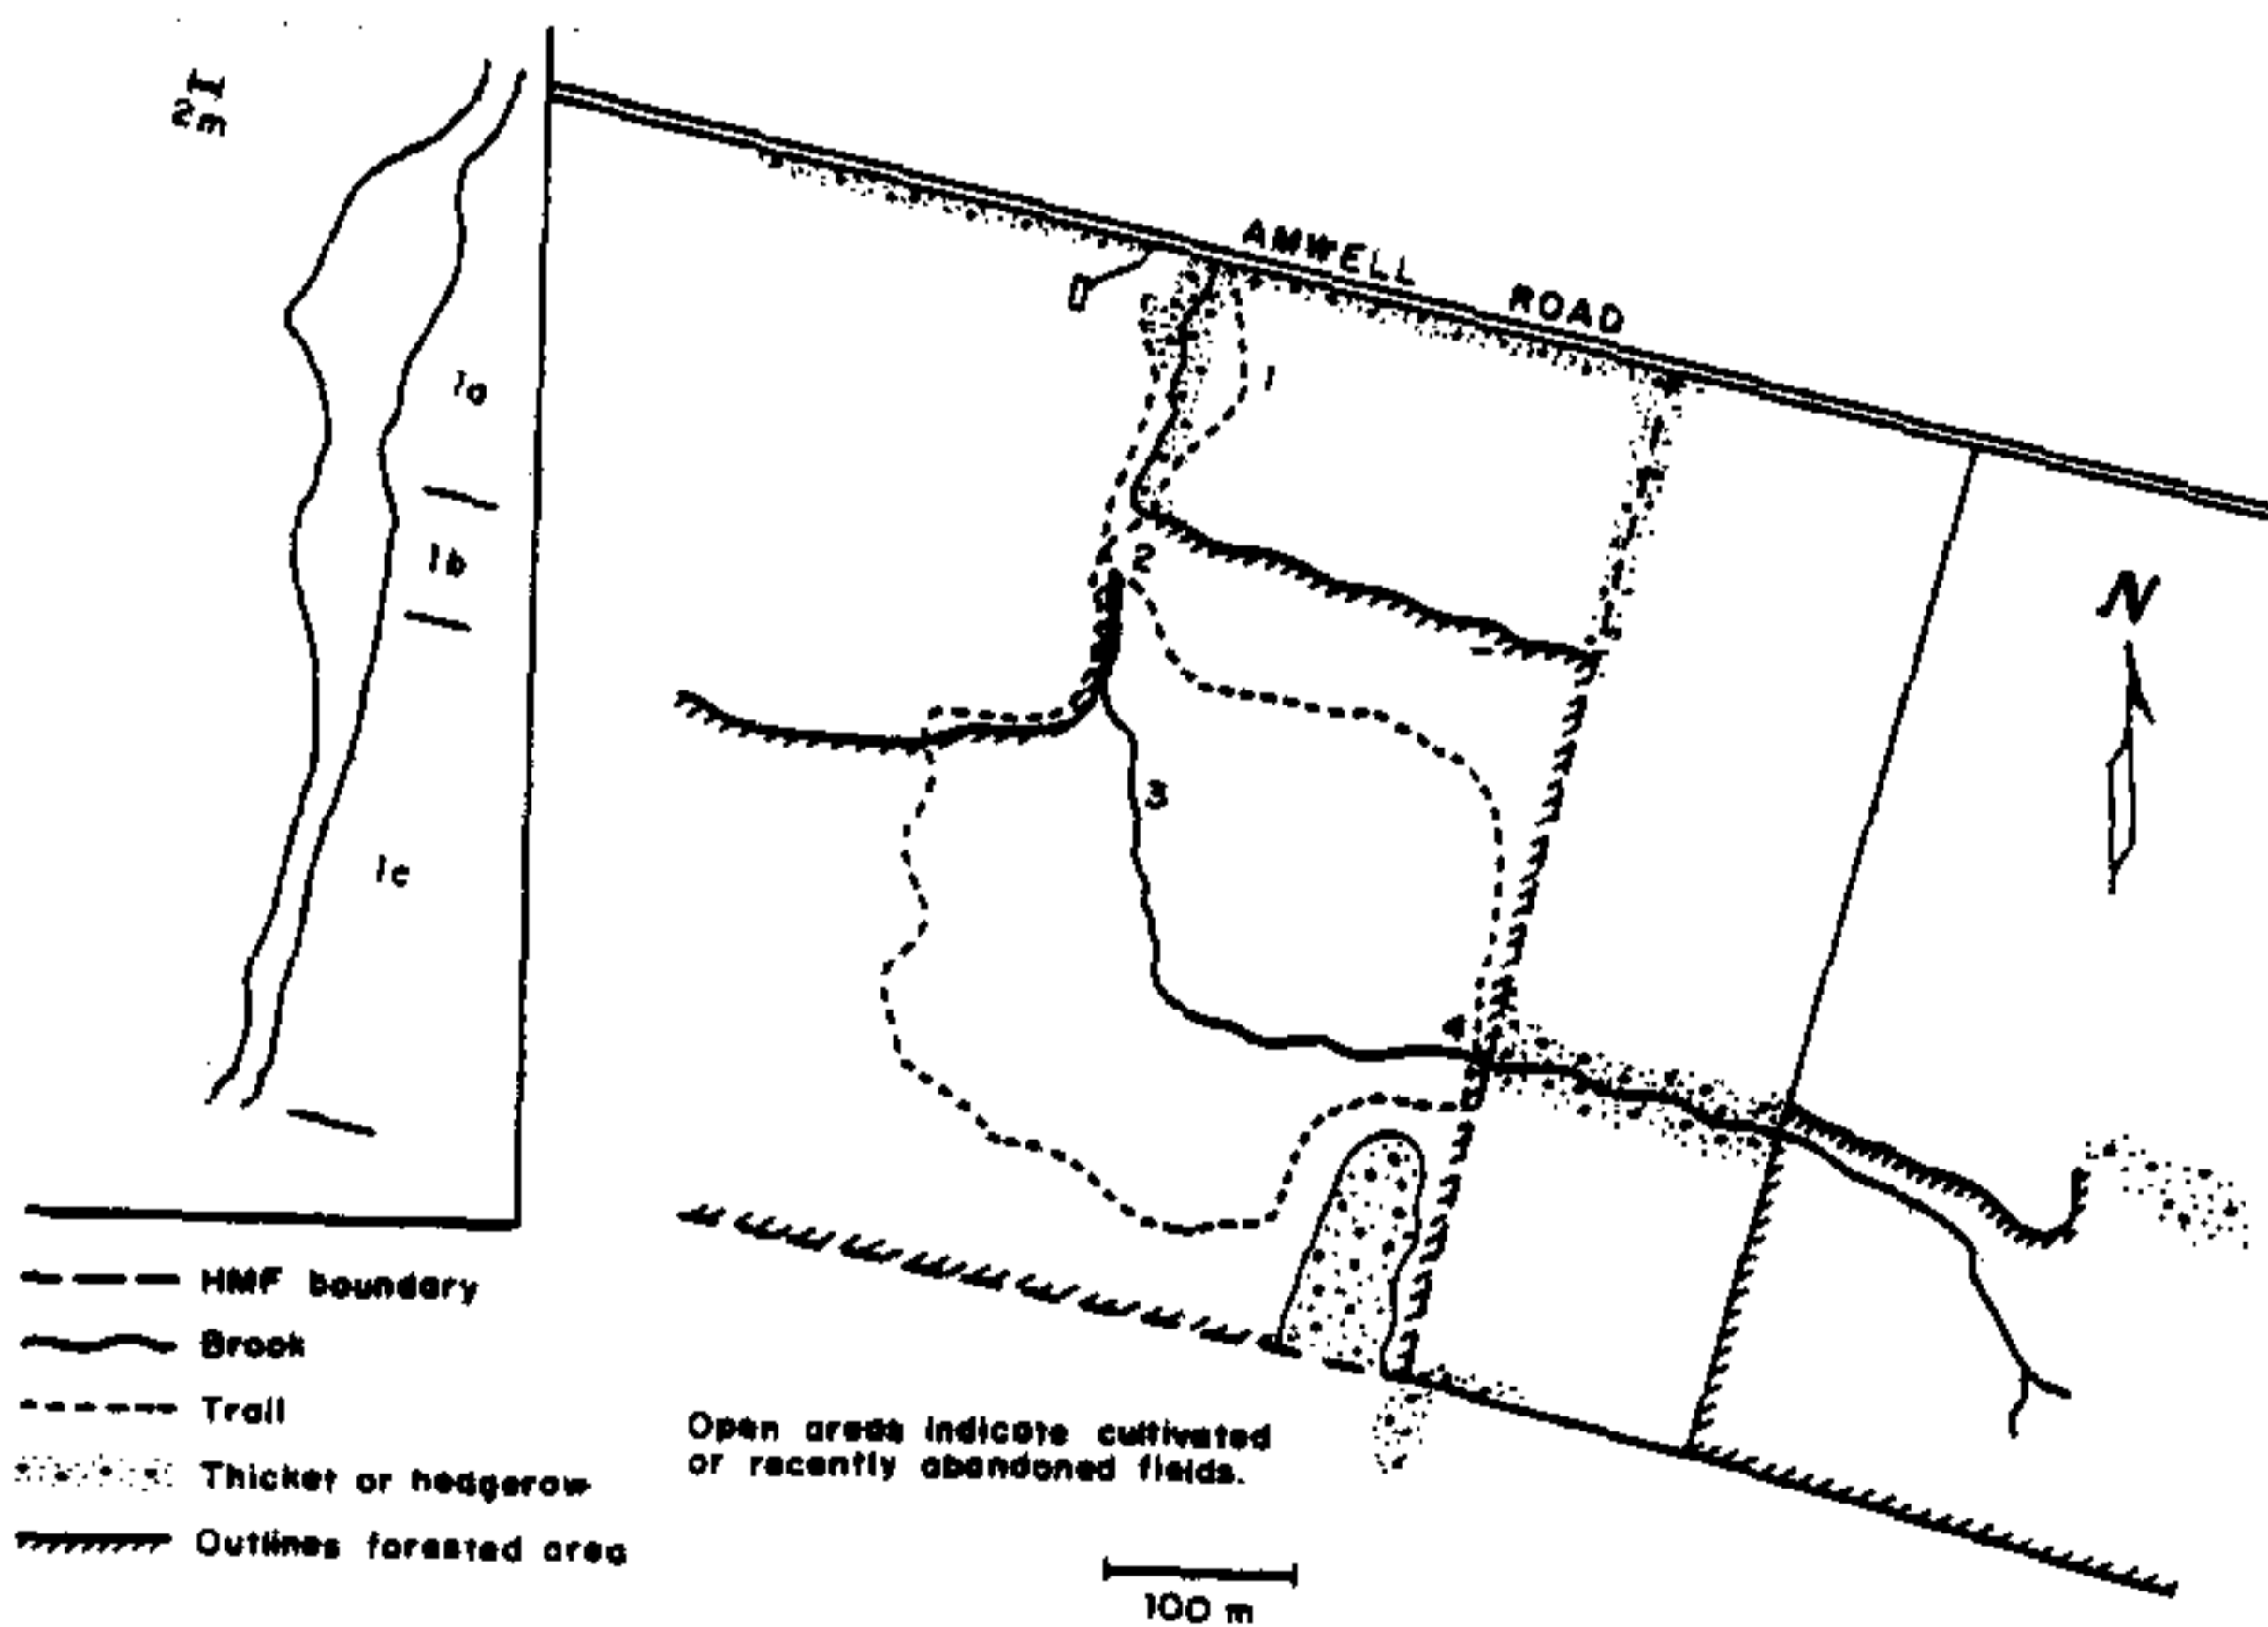 2 m
1a
1b
1c
AMWELL ROAD
1
2
3
4
N
HMF boundary
Brook
Trail
Thicket or hedgerow
Outlines forested area
Open areas indicate cultivated
or recently abandoned fields.
100 m